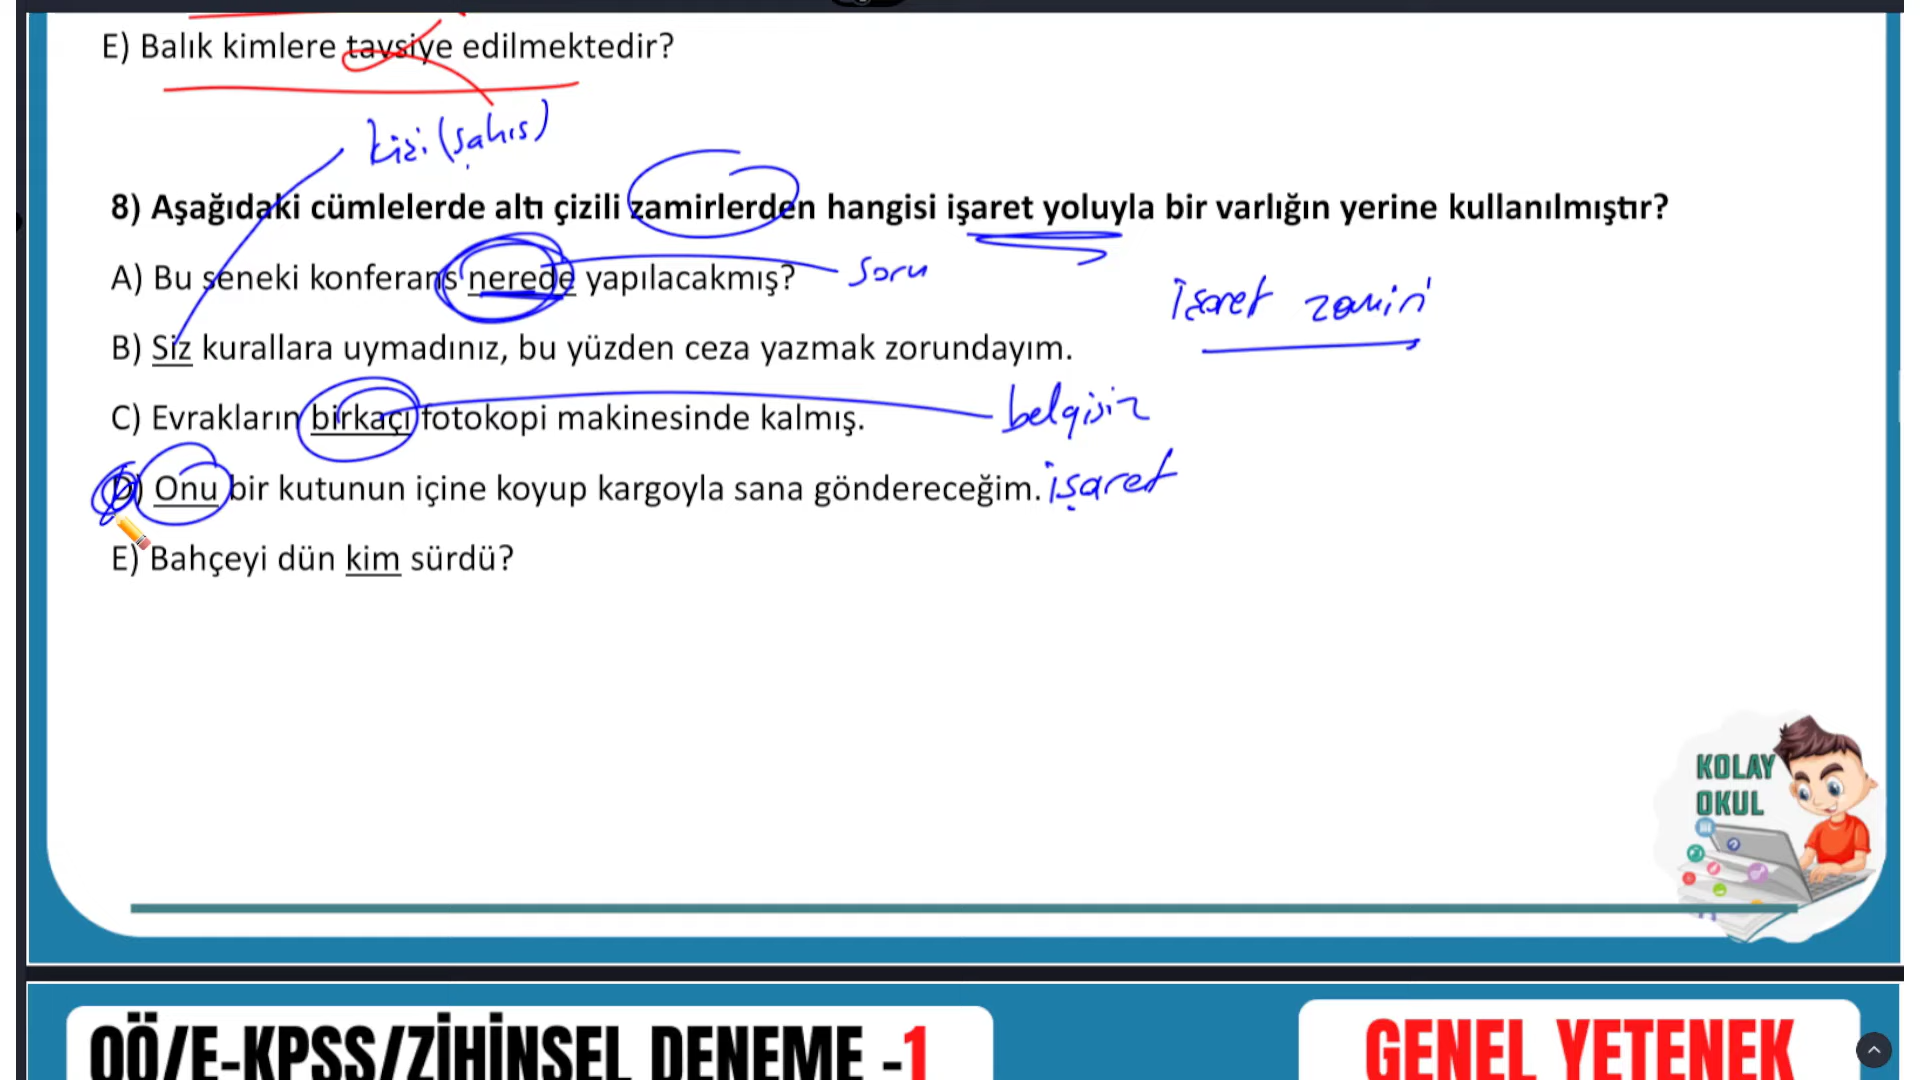 E) Balık kimlere tavsiye edilmektedir?
kişi (şahıs)
8) Aşağıdaki cümlelerde altı çizili zamirlerden hangisi işaret yoluyla bir varlığın yerine kullanılmıştır?
A) Bu seneki konferans nerede yapılacakmış? soru
işaret zamiri
B) Siz kurallara uymadınız, bu yüzden ceza yazmak zorundayım.
C) Evrakların birkaçı fotokopi makinesinde kalmış. belgisiz
D) Onu bir kutunun içine koyup kargoyla sana göndereceğim. işaret
E) Bahçeyi dün kim sürdü?
KOLAY
OKUL
OÖ/E-KPSS/ZİHİNSEL DENEME -1
GENEL YETENEK